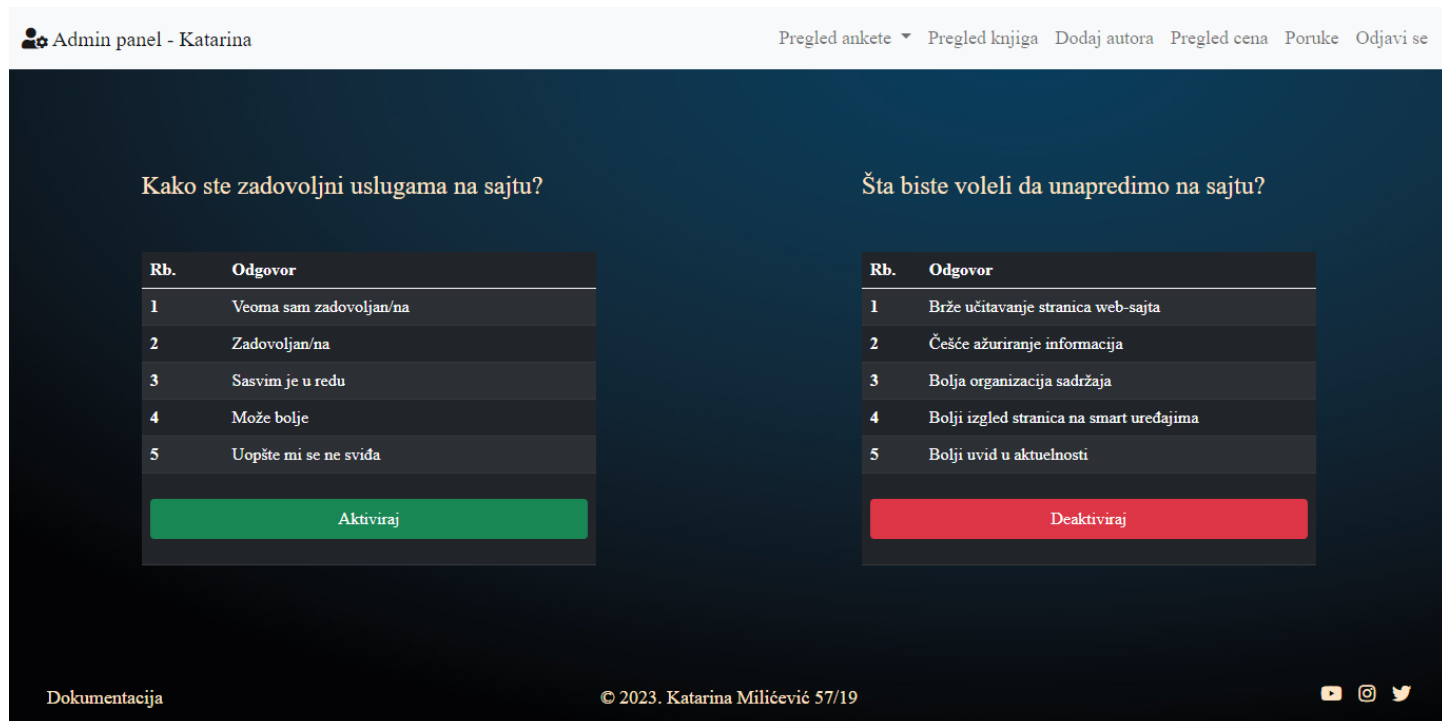 Admin panel - Katarina
Pregled ankete Pregled knjiga Dodaj autora Pregled cena Poruke Odjavi se
Kako ste zadovoljni uslugama na sajtu?
Rb. Odgovor
1 Veoma sam zadovoljan/na
2 Zadovoljan/na
3 Sasvim je u redu
4 Može bolje
5 Uopšte mi se ne sviđa
Aktiviraj
Šta biste voleli da unapredimo na sajtu?
Rb. Odgovor
1 Brže učitavanje stranica web-sajta
2 Češće ažuriranje informacija
3 Bolja organizacija sadržaja
4 Bolji izgled stranica na smart uređajima
5 Bolji uvid u aktuelnosti
Deaktiviraj
Dokumentacija
© 2023. Katarina Milićević 57/19